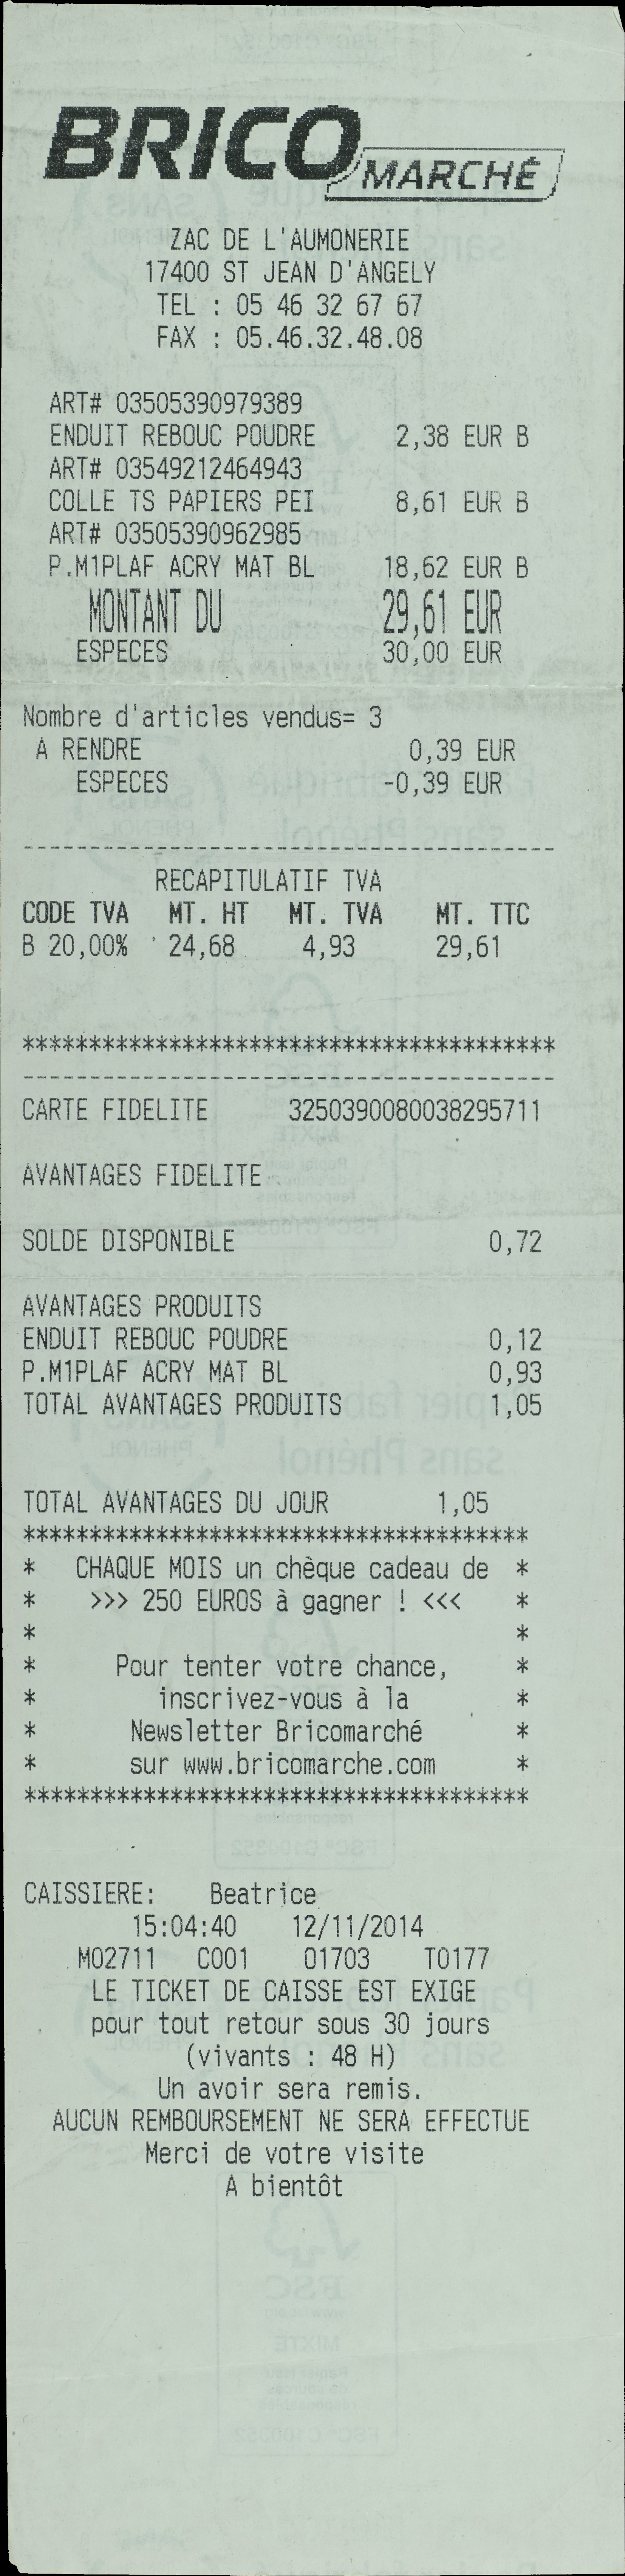 BRICO MARCHÉ
ZAC DE L'AUMONERIE
17400 ST JEAN D'ANGELY
TEL : 05 46 32 67 67
FAX : 05.46.32.48.08
ART# 03505390979389
ENDUIT REBOUC POUDRE 2,38 EUR B
ART# 03549212464943
COLLE TS PAPIERS PEI 8,61 EUR B
ART# 03505390962985
P.M1PLAF ACRY MAT BL 18,62 EUR B
MONTANT DU 29,61 EUR
ESPECES 30,00 EUR
Nombre d'articles vendus= 3
A RENDRE 0,39 EUR
ESPECES -0,39 EUR
----------------------------------------
RECAPITULATIF TVA
CODE TVA MT. HT MT. TVA MT. TTC
B 20,00% 24,68 4,93 29,61
****************************************
----------------------------------------
CARTE FIDELITE 3250390080038295711
AVANTAGES FIDELITE
SOLDE DISPONIBLE 0,72
AVANTAGES PRODUITS
ENDUIT REBOUC POUDRE 0,12
P.M1PLAF ACRY MAT BL 0,93
TOTAL AVANTAGES PRODUITS 1,05
TOTAL AVANTAGES DU JOUR 1,05
**************************************
* CHAQUE MOIS un chèque cadeau de *
* >>> 250 EUROS à gagner ! <<< *
* *
* Pour tenter votre chance, *
* inscrivez-vous à la *
* Newsletter Bricomarché *
* sur www.bricomarche.com *
**************************************
CAISSIERE: Beatrice
15:04:40 12/11/2014
M02711 C001 01703 T0177
LE TICKET DE CAISSE EST EXIGE
pour tout retour sous 30 jours
(vivants : 48 H)
Un avoir sera remis.
AUCUN REMBOURSEMENT NE SERA EFFECTUE
Merci de votre visite
A bientôt